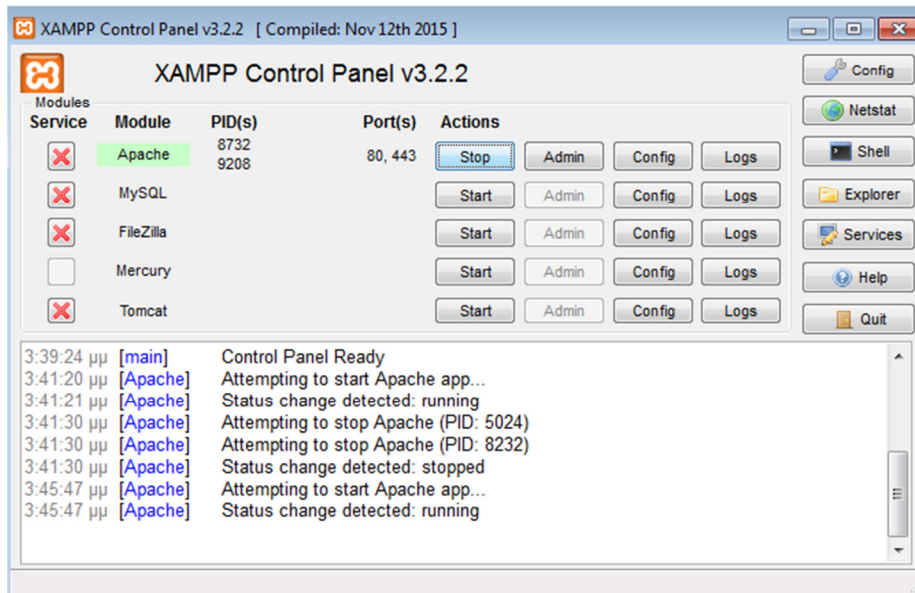 XAMPP Control Panel v3.2.2 [ Compiled: Nov 12th 2015 ]
XAMPP Control Panel v3.2.2
Config
Netstat
Shell
Explorer
Services
Help
Quit
Modules
Service Module PID(s) Port(s) Actions
Apache 8732 9208 80, 443 Stop Admin Config Logs
MySQL Start Admin Config Logs
FileZilla Start Admin Config Logs
Mercury Start Admin Config Logs
Tomcat Start Admin Config Logs
3:39:24 μμ [main] Control Panel Ready
3:41:20 μμ [Apache] Attempting to start Apache app...
3:41:21 μμ [Apache] Status change detected: running
3:41:30 μμ [Apache] Attempting to stop Apache (PID: 5024)
3:41:30 μμ [Apache] Attempting to stop Apache (PID: 8232)
3:41:30 μμ [Apache] Status change detected: stopped
3:45:47 μμ [Apache] Attempting to start Apache app...
3:45:47 μμ [Apache] Status change detected: running